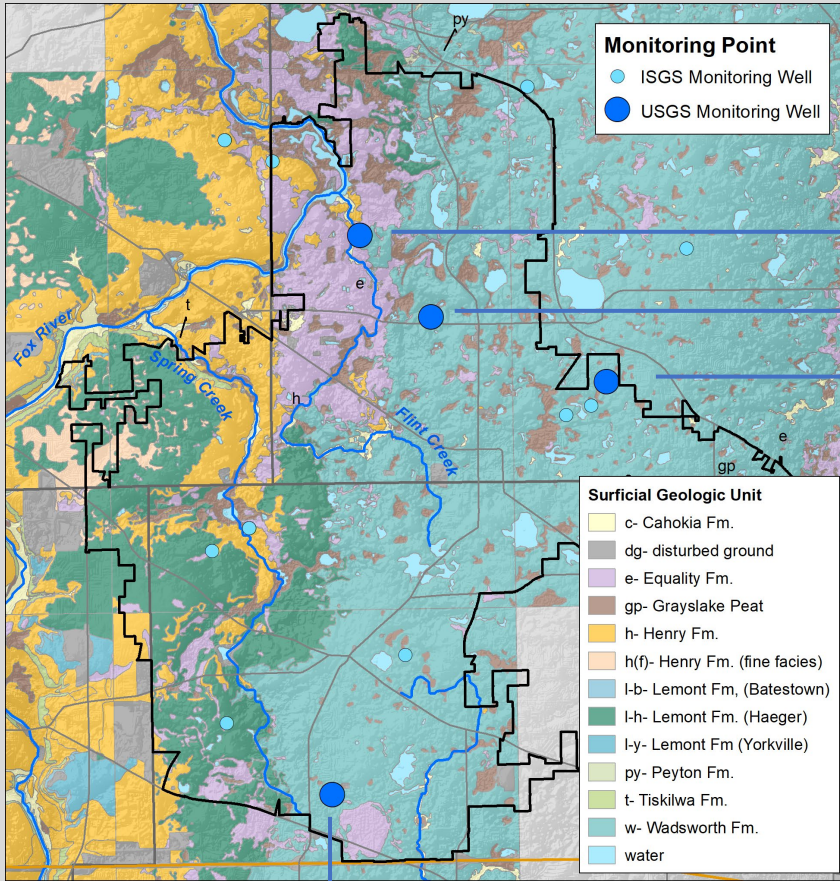 py
Monitoring Point
ISGS Monitoring Well
USGS Monitoring Well
e
t
Fox River
Spring Creek
h
Flint Creek
e
gp
Surficial Geologic Unit
c- Cahokia Fm.
dg- disturbed ground
e- Equality Fm.
gp- Grayslake Peat
h- Henry Fm.
h(f)- Henry Fm. (fine facies)
l-b- Lemont Fm, (Batestown)
l-h- Lemont Fm. (Haeger)
l-y- Lemont Fm (Yorkville)
py- Peyton Fm.
t- Tiskilwa Fm.
w- Wadsworth Fm.
water